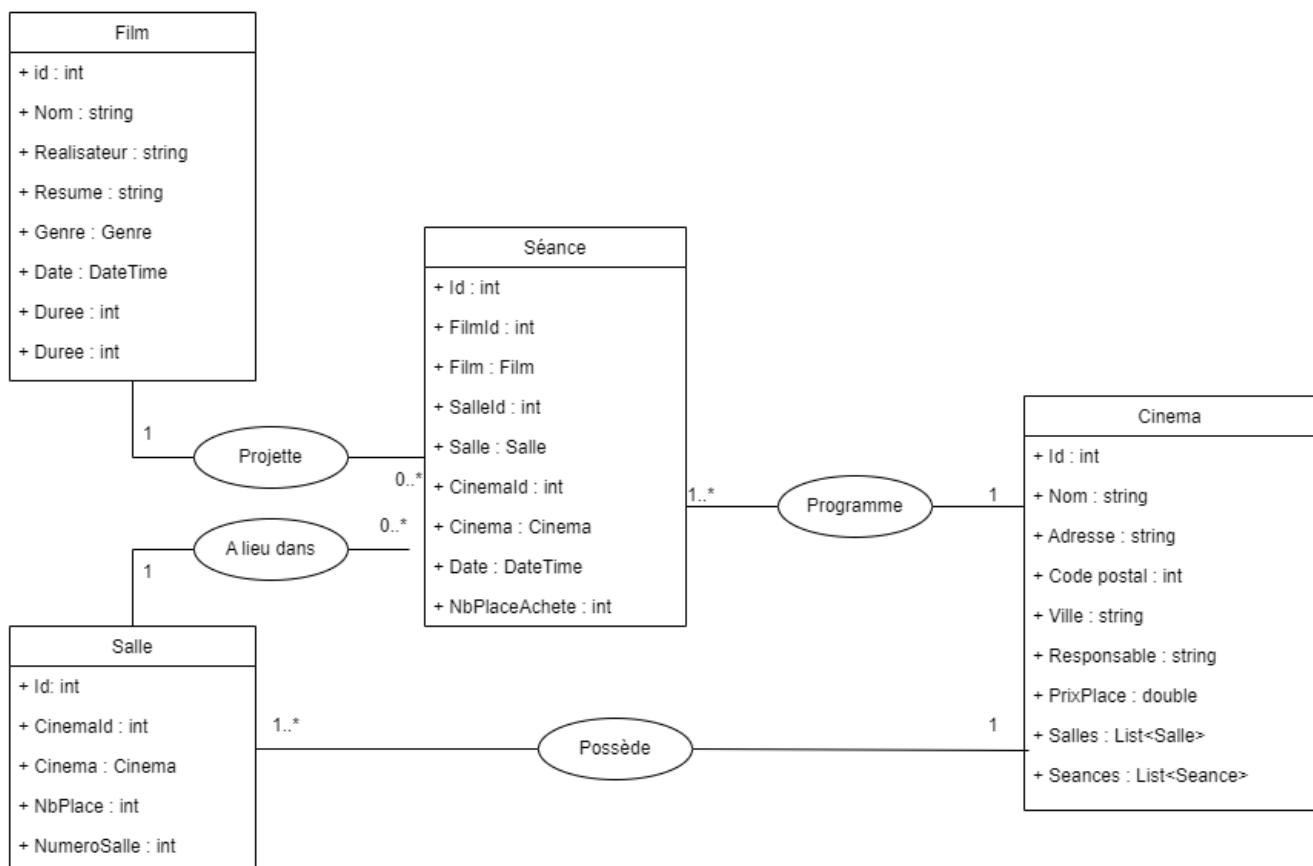 Film
+ id : int
+ Nom : string
+ Realisateur : string
+ Resume : string
+ Genre : Genre
+ Date : DateTime
+ Duree : int
+ Duree : int
1
Projette
0..*
A lieu dans
0..*
1
Séance
+ Id : int
+ FilmId : int
+ Film : Film
+ SalleId : int
+ Salle : Salle
+ CinemaId : int
+ Cinema : Cinema
+ Date : DateTime
+ NbPlaceAchete : int
1..*
Programme
1
Cinema
+ Id : int
+ Nom : string
+ Adresse : string
+ Code postal : int
+ Ville : string
+ Responsable : string
+ PrixPlace : double
+ Salles : List<Salle>
+ Seances : List<Seance>
Salle
+ Id: int
+ CinemaId : int
+ Cinema : Cinema
+ NbPlace : int
+ NumeroSalle : int
1..*
Possède
1